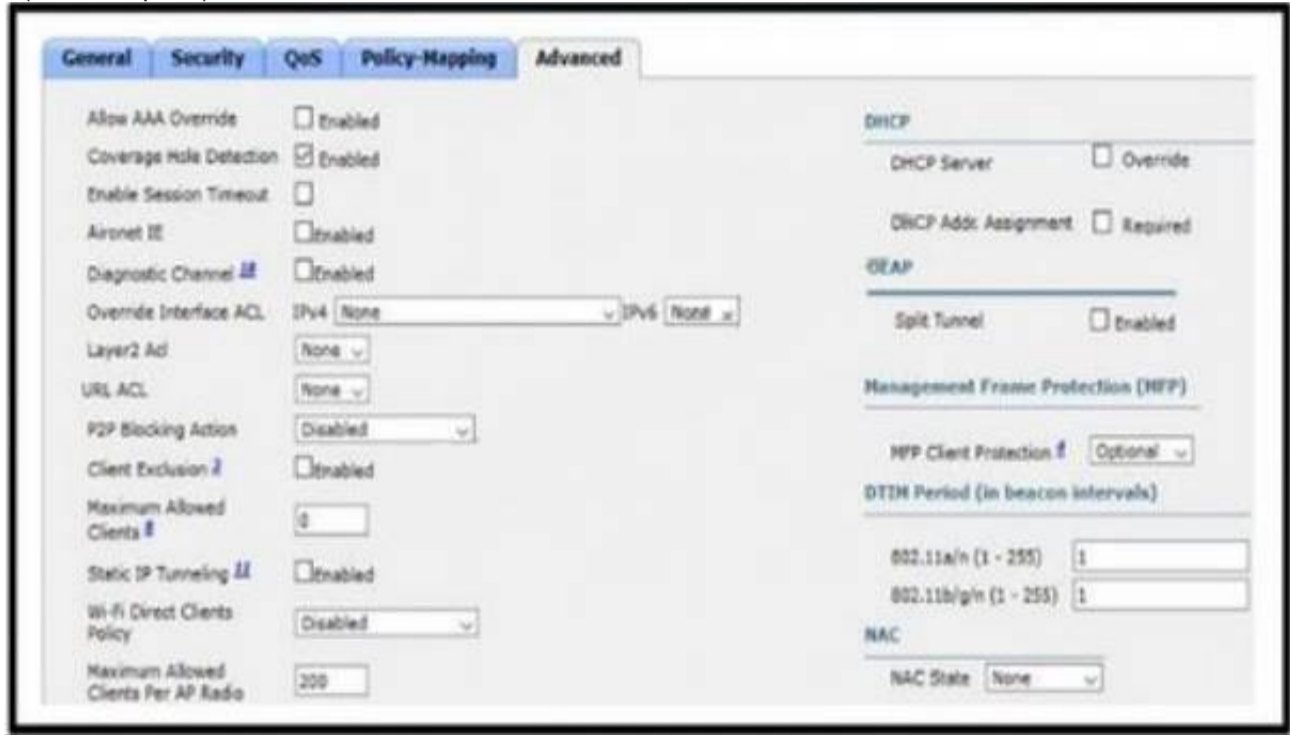 General Security QoS Policy-Mapping Advanced
Allow AAA Override Enabled
Coverage Hole Detection Enabled
Enable Session Timeout
Aironet IE Enabled
Diagnostic Channel 18 Enabled
Override Interface ACL IPv4 None IPv6 None
Layer2 Acl None
URL ACL None
P2P Blocking Action Disabled
Client Exclusion 3 Enabled
Maximum Allowed
Clients 8
0
Static IP Tunneling 11 Enabled
Wi-Fi Direct Clients
Policy
Disabled
Maximum Allowed
Clients Per AP Radio
200
DHCP
DHCP Server Override
DHCP Addr. Assignment Required
OEAP
Split Tunnel Enabled
Management Frame Protection (MFP)
MFP Client Protection 4 Optional
DTIM Period (in beacon intervals)
802.11a/n (1 - 255) 1
802.11b/g/n (1 - 255) 1
NAC
NAC State None